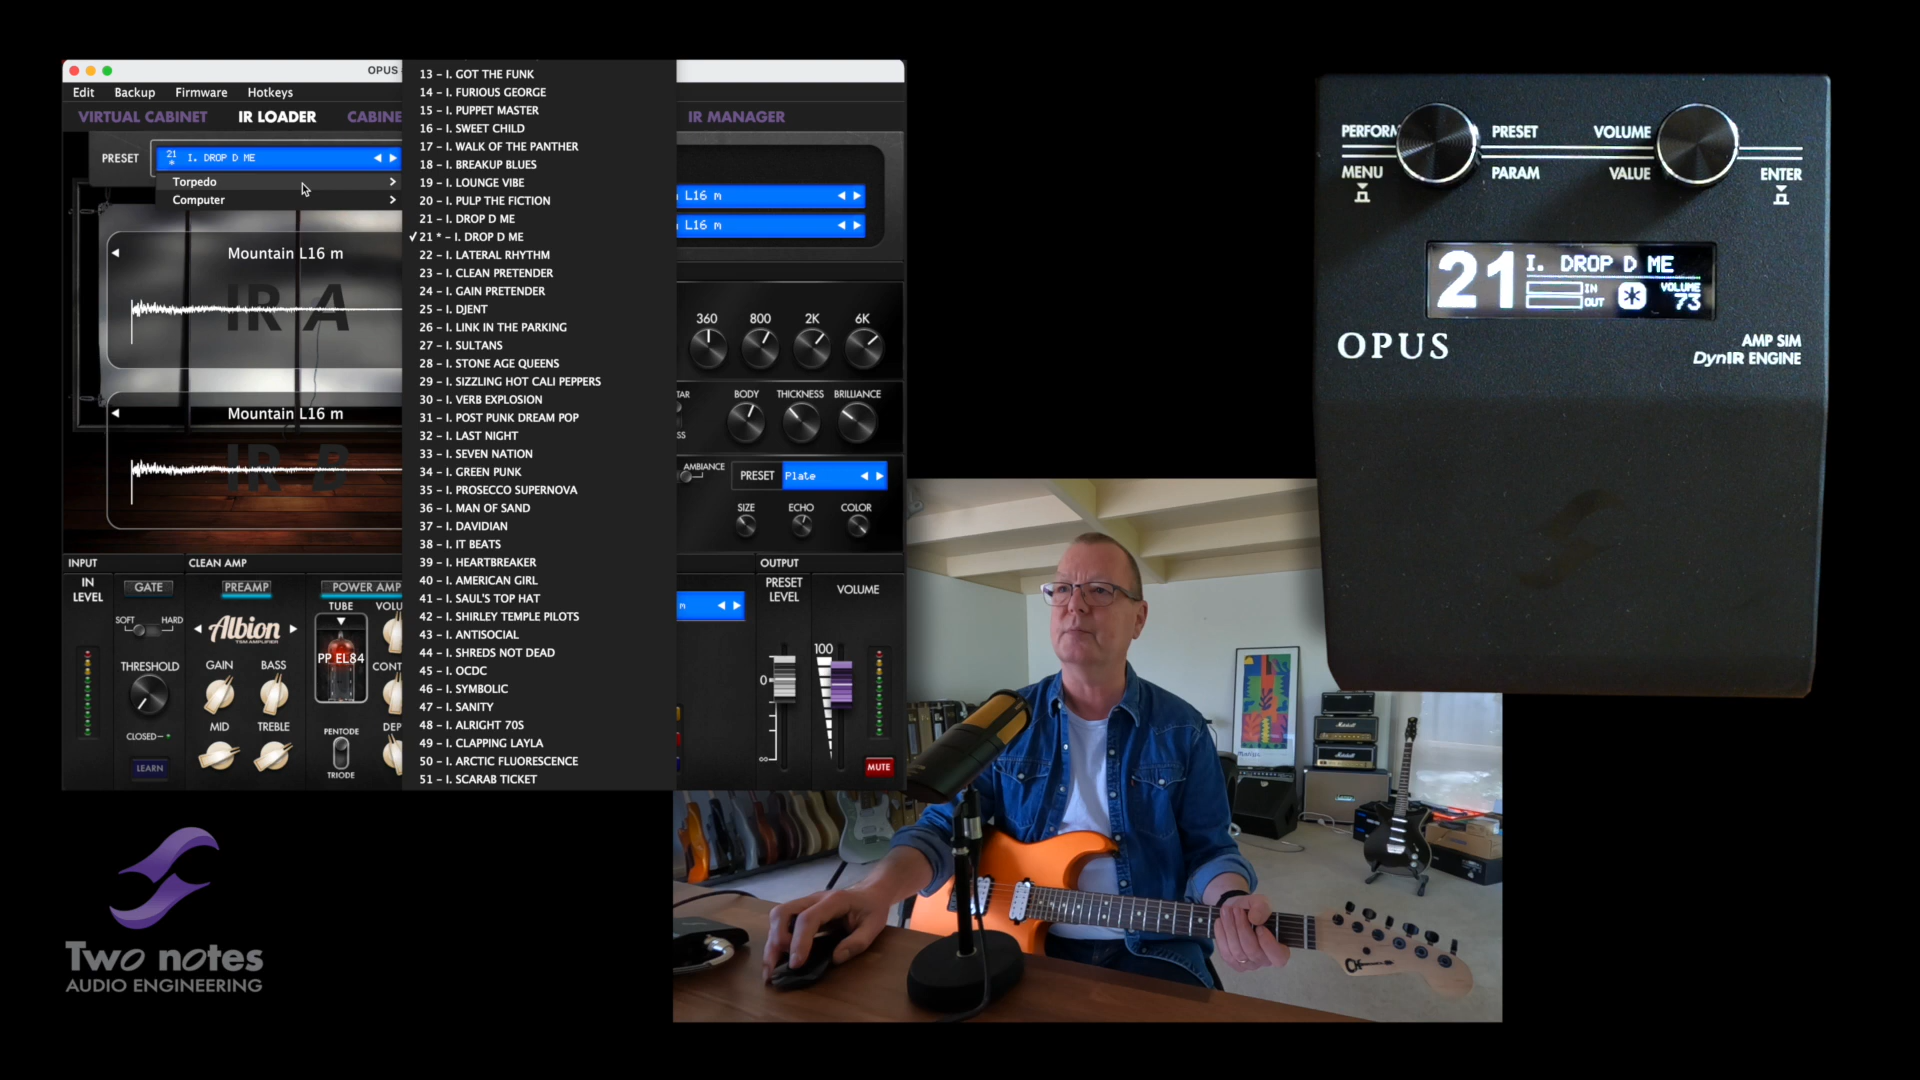 OPUS
Edit Backup Firmware Hotkeys
VIRTUAL CABINET IR LOADER CABINE
IR MANAGER
PRESET 21 * I. DROP D ME
Torpedo
Computer
Mountain L16 m
IR A
Mountain L16 m
IR B
13 – I. GOT THE FUNK
14 – I. FURIOUS GEORGE
15 – I. PUPPET MASTER
16 – I. SWEET CHILD
17 – I. WALK OF THE PANTHER
18 – I. BREAKUP BLUES
19 – I. LOUNGE VIBE
20 – I. PULP THE FICTION
21 – I. DROP D ME
✓21 * – I. DROP D ME
22 – I. LATERAL RHYTHM
23 – I. CLEAN PRETENDER
24 – I. GAIN PRETENDER
25 – I. DJENT
26 – I. LINK IN THE PARKING
27 – I. SULTANS
28 – I. STONE AGE QUEENS
29 – I. SIZZLING HOT CALI PEPPERS
30 – I. VERB EXPLOSION
31 – I. POST PUNK DREAM POP
32 – I. LAST NIGHT
33 – I. SEVEN NATION
34 – I. GREEN PUNK
35 – I. PROSECCO SUPERNOVA
36 – I. MAN OF SAND
37 – I. DAVIDIAN
38 – I. IT BEATS
39 – I. HEARTBREAKER
40 – I. AMERICAN GIRL
41 – I. SAUL'S TOP HAT
42 – I. SHIRLEY TEMPLE PILOTS
43 – I. ANTISOCIAL
44 – I. SHREDS NOT DEAD
45 – I. OCDC
46 – I. SYMBOLIC
47 – I. SANITY
48 – I. ALRIGHT 70S
49 – I. CLAPPING LAYLA
50 – I. ARCTIC FLUORESCENCE
51 – I. SCARAB TICKET
L16 m
L16 m
360 800 2K 6K
TAR
SS
BODY THICKNESS BRILLIANCE
AMBIANCE PRESET Plate
SIZE ECHO COLOR
INPUT CLEAN AMP
IN LEVEL
GATE PREAMP POWER AMP
SOFT HARD
Albion
TSM AMPLIFIER
TUBE VOLU
PP EL84
THRESHOLD GAIN BASS CONT
MID TREBLE DEP
CLOSED
LEARN
PENTODE
TRIODE
m
OUTPUT
PRESET LEVEL
VOLUME
100
0
∞
MUTE
Two notes
AUDIO ENGINEERING
PERFORM PRESET VOLUME
MENU PARAM VALUE ENTER
21 I. DROP D ME
IN
OUT
VOLUME
73
OPUS
AMP SIM
DynIR ENGINE
Marshall
Marshall